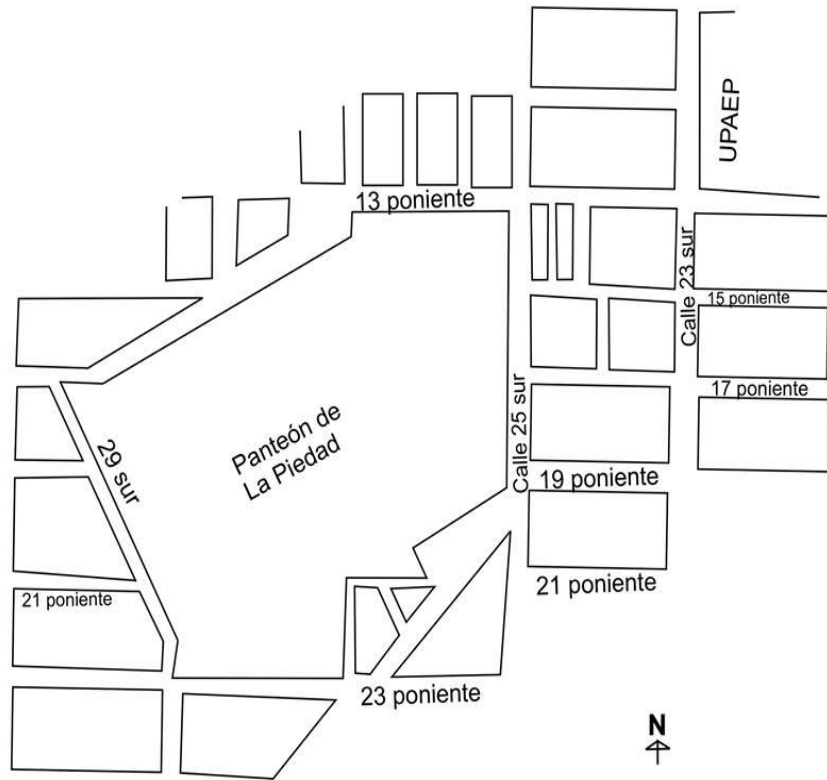 UPAEP
13 poniente
Calle 23 sur
15 poniente
17 poniente
Calle 25 sur
Panteón de
La Piedad
29 sur
19 poniente
21 poniente
21 poniente
23 poniente
N